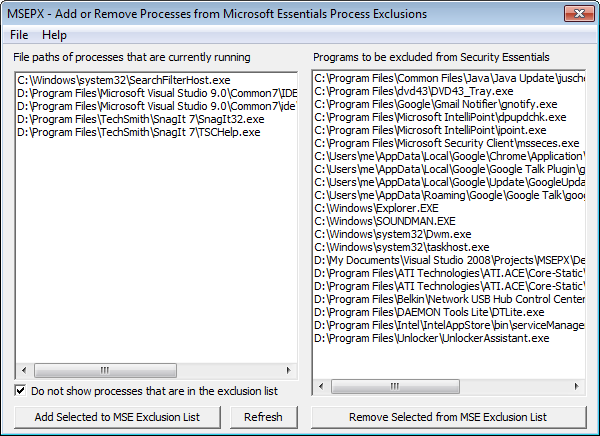 MSEPX - Add or Remove Processes from Microsoft Essentials Process Exclusions
File Help
File paths of processes that are currently running
C:\Windows\system32\SearchFilterHost.exe
D:\Program Files\Microsoft Visual Studio 9.0\Common7\IDE
D:\Program Files\Microsoft Visual Studio 9.0\Common7\ide
D:\Program Files\TechSmith\SnagIt 7\SnagIt32.exe
D:\Program Files\TechSmith\SnagIt 7\TSCHelp.exe
Do not show processes that are in the exclusion list
Add Selected to MSE Exclusion List
Refresh
Programs to be excluded from Security Essentials
C:\Program Files\Common Files\Java\Java Update\jusche
C:\Program Files\dvd43\DVD43_Tray.exe
C:\Program Files\Google\Gmail Notifier\gnotify.exe
C:\Program Files\Microsoft IntelliPoint\dpupdchk.exe
C:\Program Files\Microsoft IntelliPoint\ipoint.exe
C:\Program Files\Microsoft Security Client\msseces.exe
C:\Users\me\AppData\Local\Google\Chrome\Application\
C:\Users\me\AppData\Local\Google\Google Talk Plugin\g
C:\Users\me\AppData\Local\Google\Update\GoogleUpda
C:\Users\me\AppData\Roaming\Google\Google Talk\goog
C:\Windows\Explorer.EXE
C:\Windows\SOUNDMAN.EXE
C:\Windows\system32\Dwm.exe
C:\Windows\system32\taskhost.exe
D:\My Documents\Visual Studio 2008\Projects\MSEPX\De
D:\Program Files\ATI Technologies\ATI.ACE\Core-Static\
D:\Program Files\ATI Technologies\ATI.ACE\Core-Static\
D:\Program Files\Belkin\Network USB Hub Control Center
D:\Program Files\DAEMON Tools Lite\DTLite.exe
D:\Program Files\Intel\IntelAppStore\bin\serviceManage
D:\Program Files\Unlocker\UnlockerAssistant.exe
Remove Selected from MSE Exclusion List